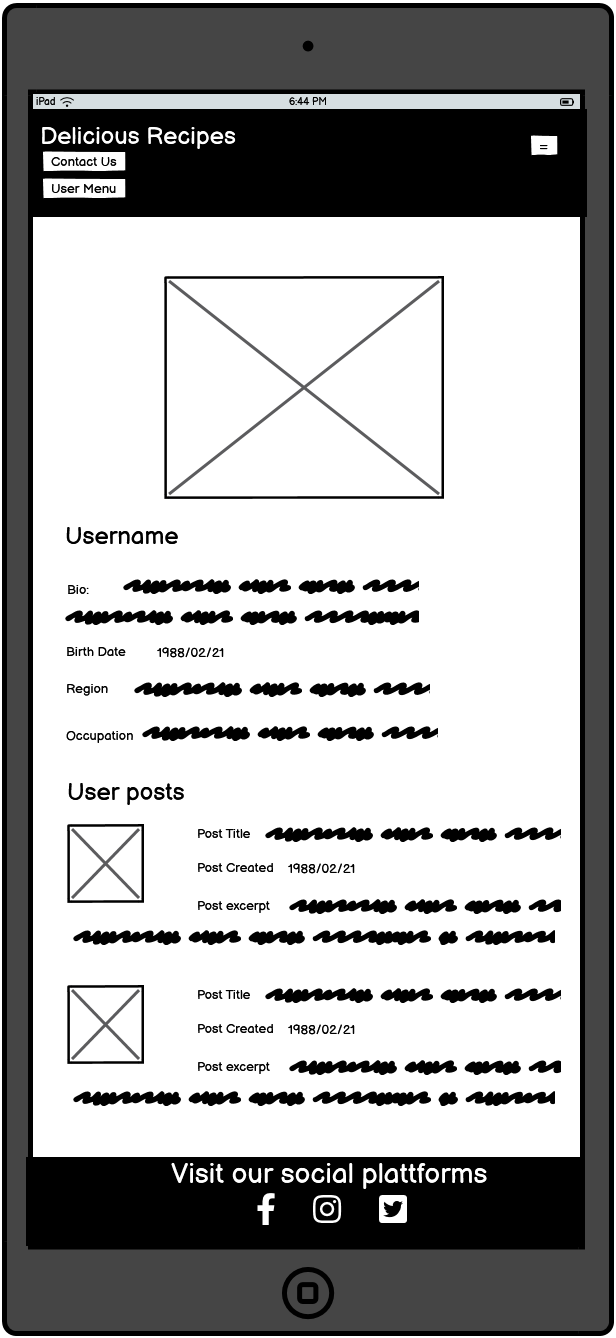 iPad 6:44 PM
Delicious Recipes
=
Contact Us
User Menu
Username
Bio:
Birth Date 1988/02/21
Region
Occupation
User posts
Post Title
Post Created 1988/02/21
Post excerpt
Post Title
Post Created 1988/02/21
Post excerpt
Visit our social plattforms